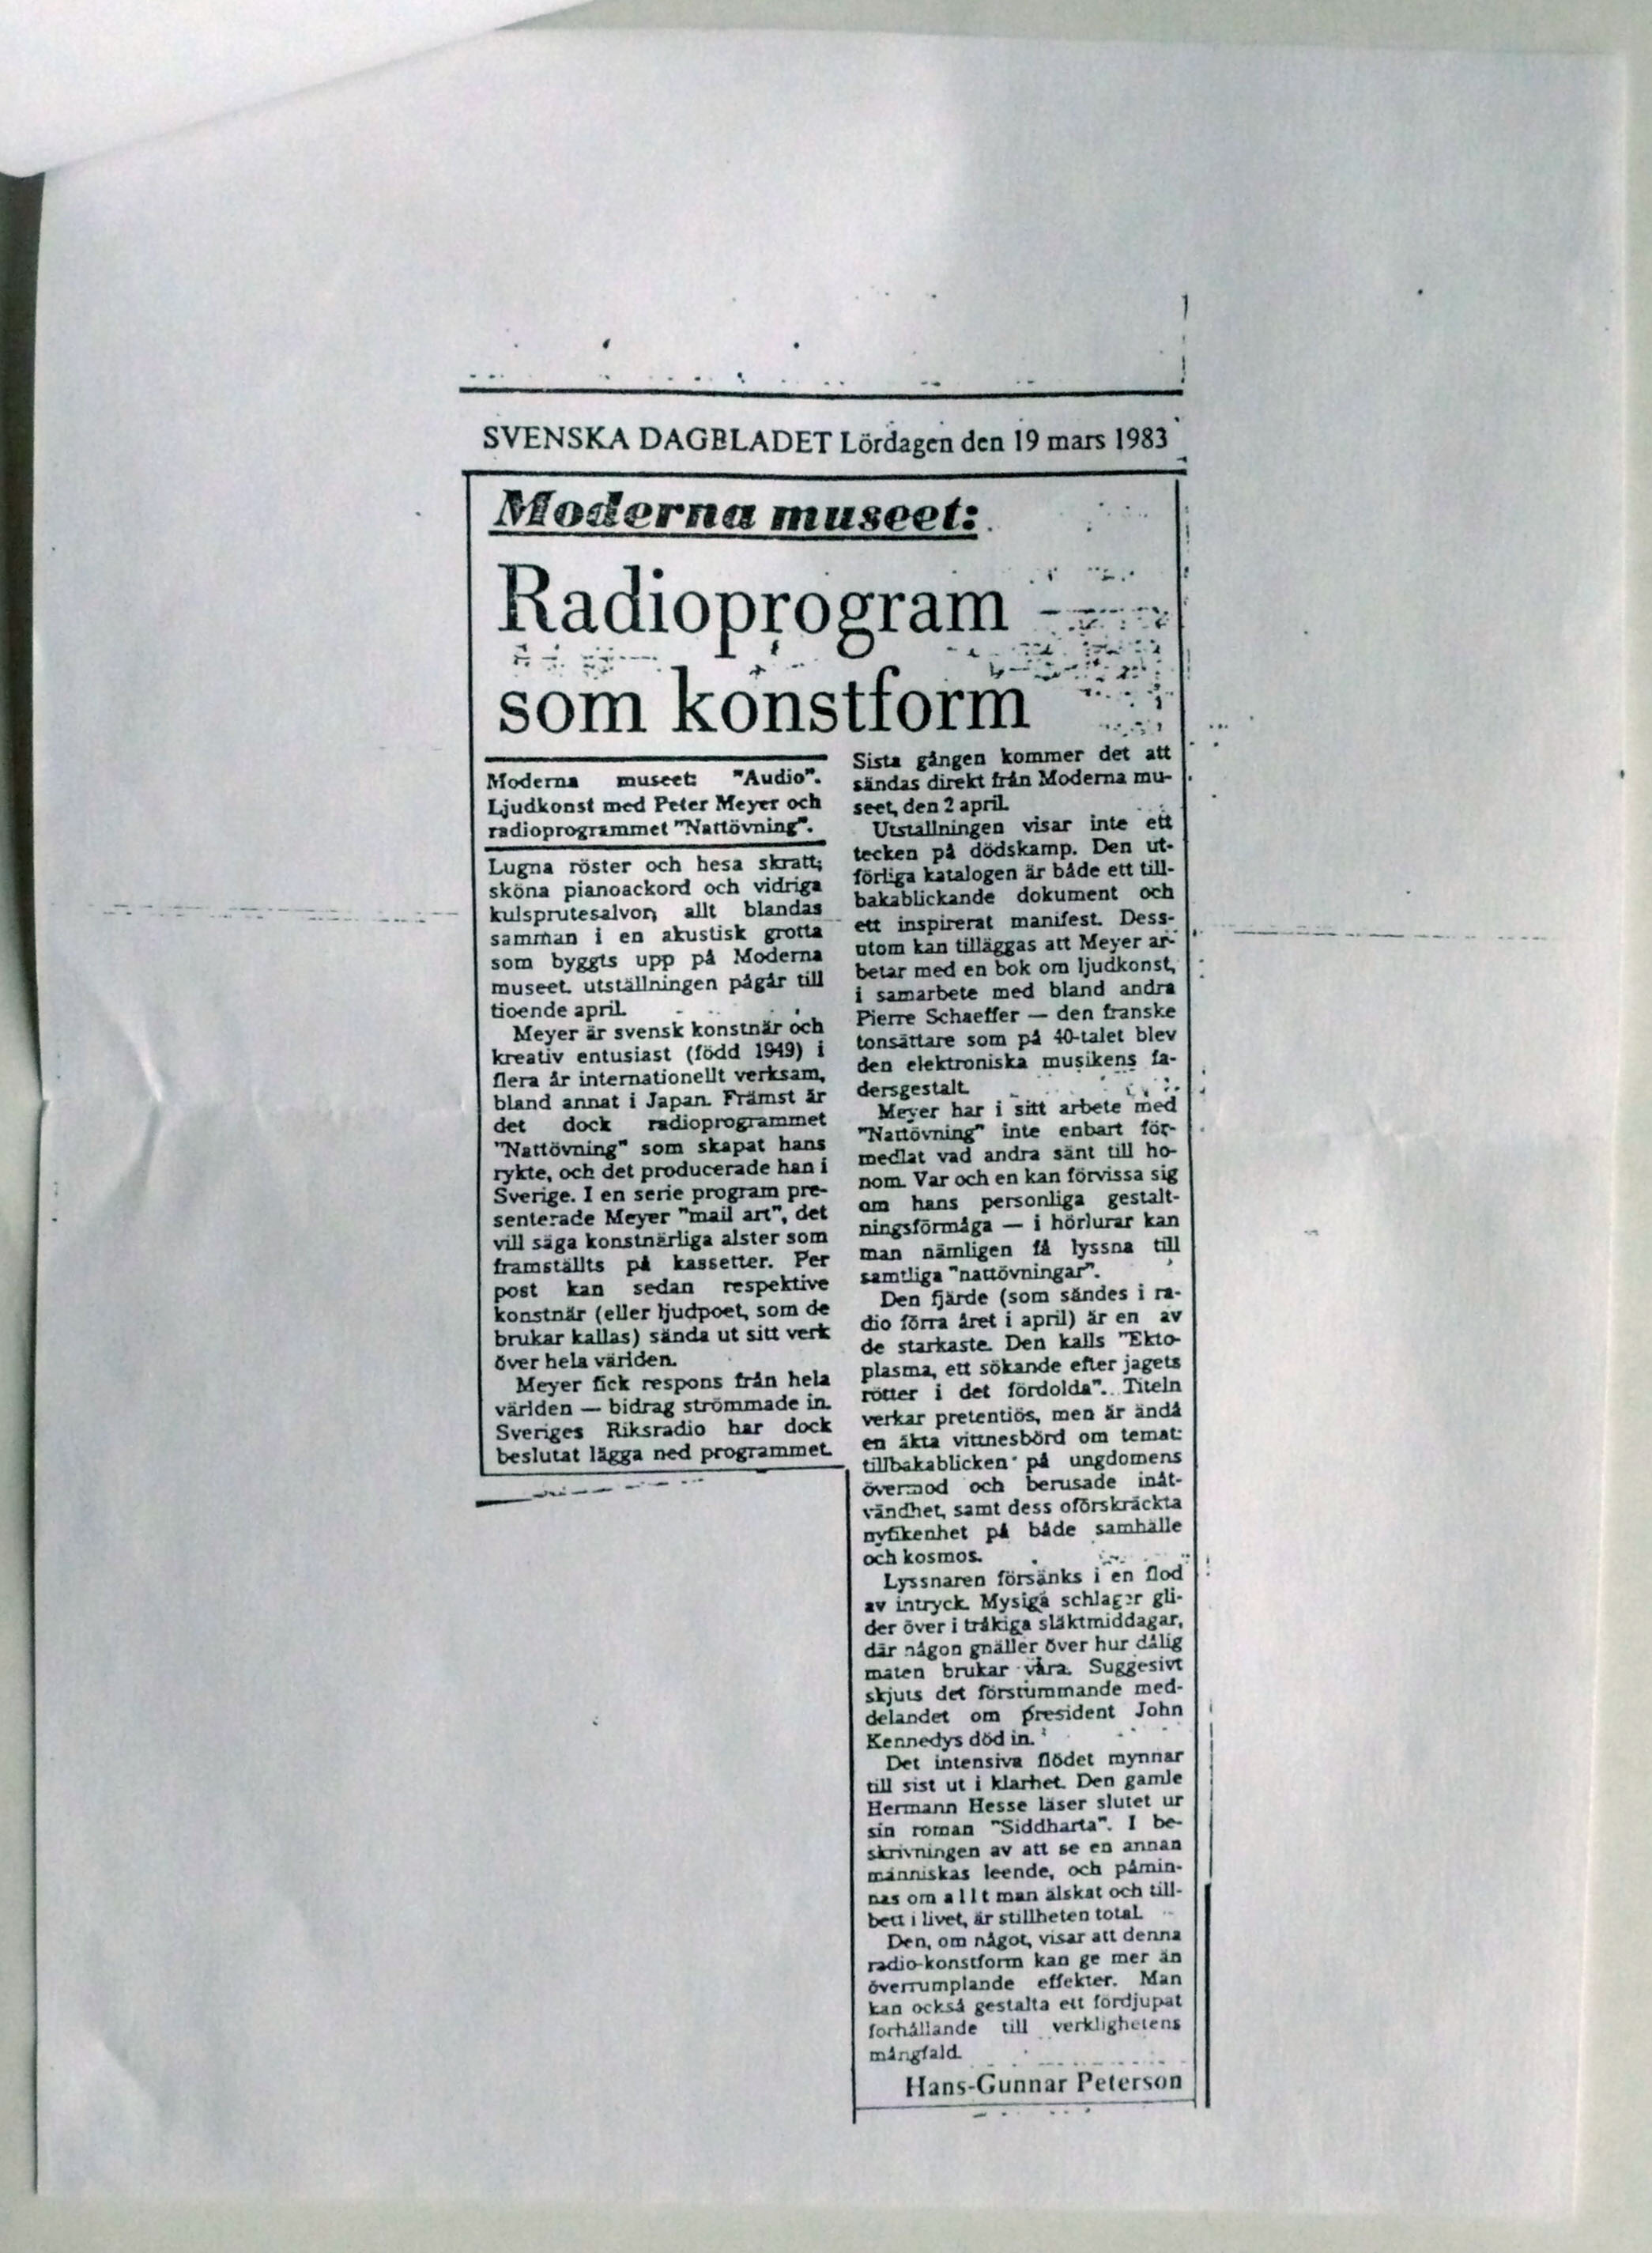 SVENSKA DAGBLADET Lördagen den 19 mars 1983
Moderna museet:
Radioprogram
som konstform
Moderna museet: "Audio".
Ljudkonst med Peter Meyer och
radioprogrammet "Nattövning".
Lugna röster och hesa skratt;
sköna pianoackord och vidriga
kulsprutesalvor, allt blandas
samman i en akustisk grotta
som byggts upp på Moderna
museet. utställningen pågår till
tioende april.
Meyer är svensk konstnär och
kreativ entusiast (född 1949) i
flera år internationellt verksam,
bland annat i Japan. Främst är
det dock radioprogrammet
"Nattövning" som skapat hans
rykte, och det producerade han i
Sverige. I en serie program pre-
senterade Meyer "mail art", det
vill säga konstnärliga alster som
framställts på kassetter. Per
post kan sedan respektive
konstnär (eller ljudpoet, som de
brukar kallas) sända ut sitt verk
över hela världen.
Meyer fick respons från hela
världen — bidrag strömmade in.
Sveriges Riksradio har dock
beslutat lägga ned programmet.
Sista gången kommer det att
sändas direkt från Moderna mu-
seet, den 2 april.
Utställningen visar inte ett
tecken på dödskamp. Den ut-
förliga katalogen är både ett till-
bakablickande dokument och
ett inspirerat manifest. Dess-
utom kan tilläggas att Meyer ar-
betar med en bok om ljudkonst,
i samarbete med bland andra
Pierre Schaeffer — den franske
tonsättare som på 40-talet blev
den elektroniska musikens fa-
dersgestalt.
Meyer har i sitt arbete med
"Nattövning" inte enbart för-
medlat vad andra sänt till ho-
nom. Var och en kan förvissa sig
om hans personliga gestalt-
ningsförmåga — i hörlurar kan
man nämligen få lyssna till
samtliga "nattövningar".
Den fjärde (som sändes i ra-
dio förra året i april) är en av
de starkaste. Den kalls "Ekto-
plasma, ett sökande efter jagets
rötter i det fördolda". Titeln
verkar pretentiös, men är ändå
en äkta vittnesbörd om temat:
tillbakablicken på ungdomens
övermod och berusade inåt-
vändhet, samt dess oförskräckta
nyfikenhet på både samhälle
och kosmos.
Lyssnaren försänks i en flod
av intryck. Mysiga schlager gli-
der över i tråkiga släktmiddagar,
där någon gnäller över hur dålig
maten brukar vara. Suggesivt
skjuts det förstummande med-
delandet om president John
Kennedys död in.
Det intensiva flödet mynnar
till sist ut i klarhet. Den gamle
Hermann Hesse läser slutet ur
sin roman "Siddharta". I be-
skrivningen av att se en annan
människas leende, och påmin-
nas om allt man älskat och till-
bett i livet, är stillheten total.
Den, om något, visar att denna
radio-konstform kan ge mer än
överrumplande effekter. Man
kan också gestalta ett fördjupat
förhållande till verklighetens
mångfald.
Hans-Gunnar Peterson